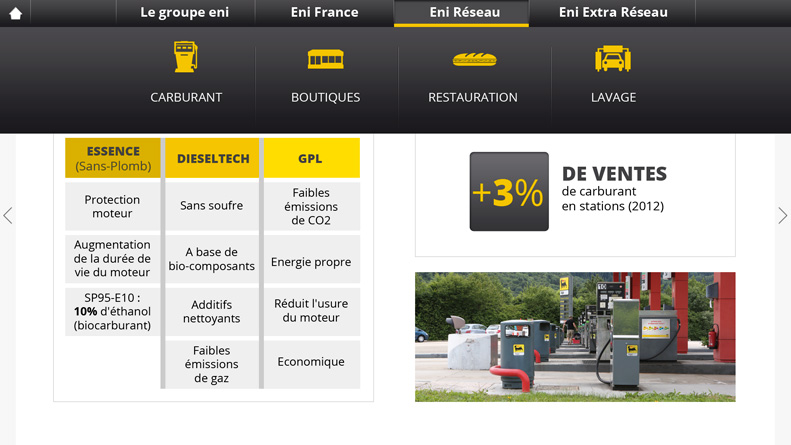 Le groupe eni
Eni France
Eni Réseau
Eni Extra Réseau
CARBURANT
BOUTIQUES
RESTAURATION
LAVAGE
ESSENCE
(Sans-Plomb)
Protection
moteur
Augmentation
de la durée de
vie du moteur
SP95-E10 :
10% d'éthanol
(biocarburant)
DIESELTECH
Sans soufre
A base de
bio-composants
Additifs
nettoyants
Faibles
émissions
de gaz
GPL
Faibles
émissions
de CO2
Energie propre
Réduit l'usure
du moteur
Economique
+3%
DE VENTES
de carburant
en stations (2012)